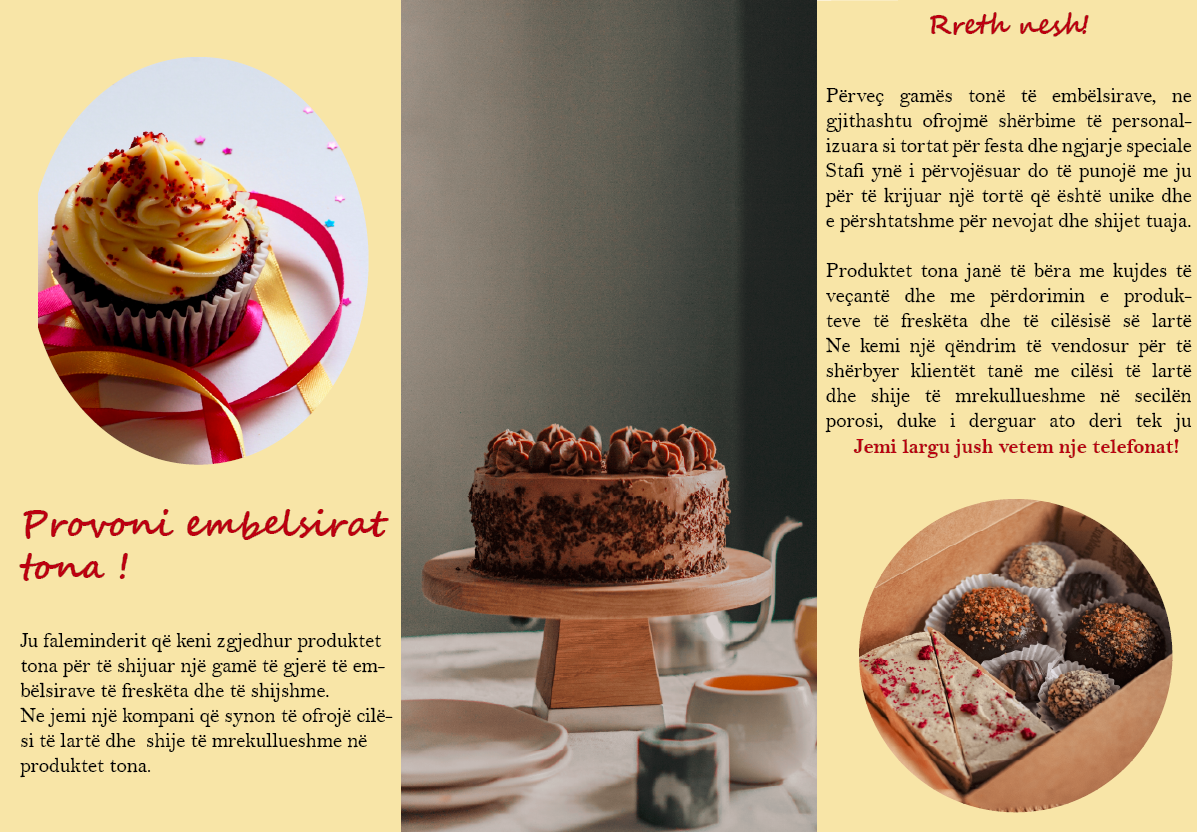 Provoni embelsirat
tona !
Ju faleminderit që keni zgjedhur produktet
tona për të shijuar një gamë të gjerë të em-
bëlsirave të freskëta dhe të shijshme.
Ne jemi një kompani që synon të ofrojë cilë-
si të lartë dhe  shije të mrekullueshme në
produktet tona.
Rreth nesh!
Përveç gamës tonë të embëlsirave, ne
gjithashtu ofrojmë shërbime të personal-
izuara si tortat për festa dhe ngjarje speciale
Stafi ynë i përvojësuar do të punojë me ju
për të krijuar një tortë që është unike dhe
e përshtatshme për nevojat dhe shijet tuaja.
Produktet tona janë të bëra me kujdes të
veçantë dhe me përdorimin e produk-
teve të freskëta dhe të cilësisë së lartë
Ne kemi një qëndrim të vendosur për të
shërbyer klientët tanë me cilësi të lartë
dhe shije të mrekullueshme në secilën
porosi, duke i derguar ato deri tek ju
Jemi largu jush vetem nje telefonat!